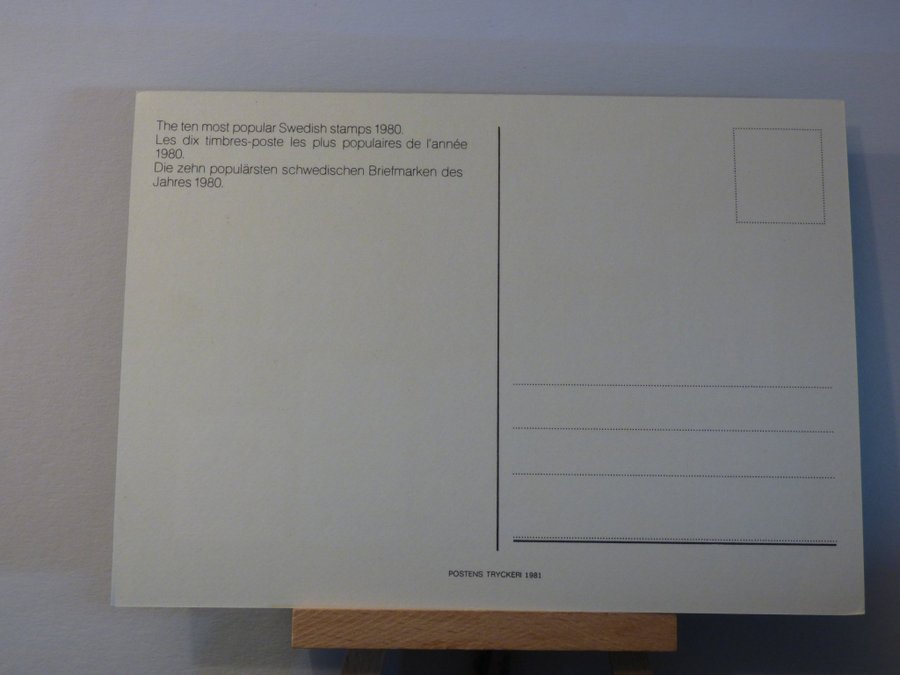 The ten most popular Swedish stamps 1980.
Les dix timbres-poste les plus populaires de l'année
1980.
Die zehn populärsten schwedischen Briefmarken des
Jahres 1980.
POSTENS TRYCKERI 1981